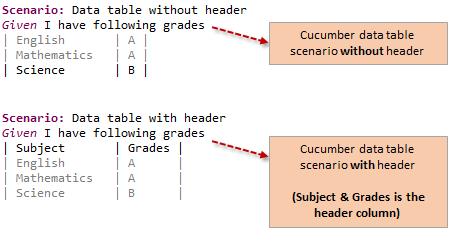 Scenario: Data table without header
Given I have following grades
| English | A |
| Mathematics | A |
| Science | B |
Cucumber data table
scenario without header
Scenario: Data table with header
Given I have following grades
| Subject | Grades |
| English | A |
| Mathematics | A |
| Science | B |
Cucumber data table
scenario with header
(Subject & Grades is the
header column)